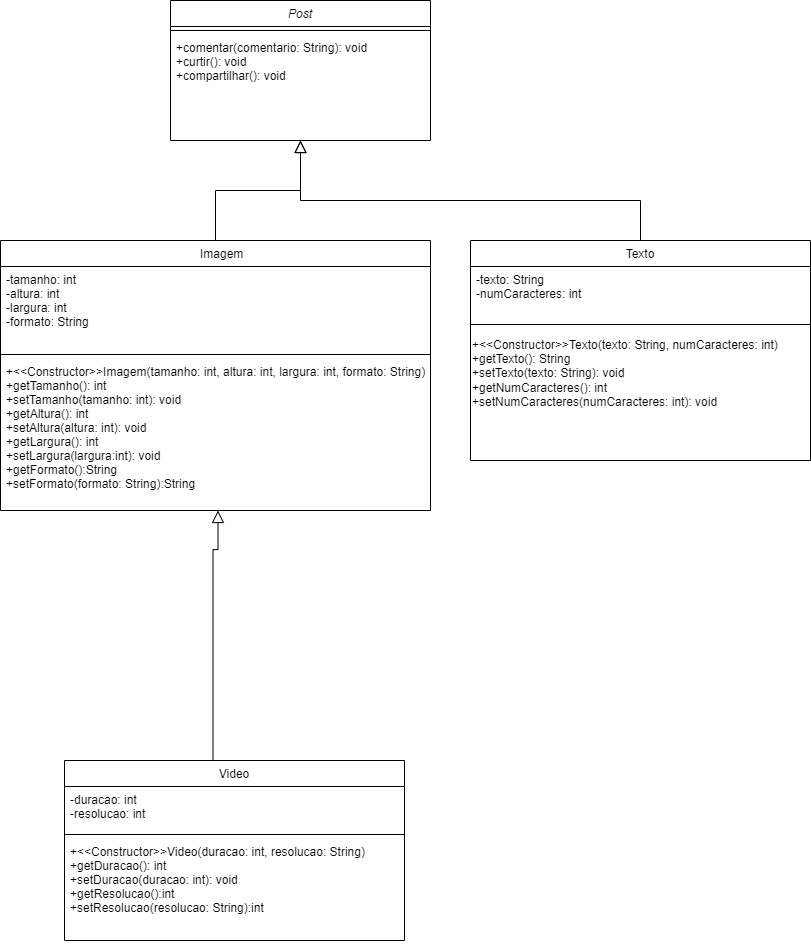 Post
+comentar(comentario: String): void
+curtir(): void
+compartilhar(): void
Imagem
-tamanho: int
-altura: int
-largura: int
-formato: String
+<<Constructor>>Imagem(tamanho: int, altura: int, largura: int, formato: String)
+getTamanho(): int
+setTamanho(tamanho: int): void
+getAltura(): int
+setAltura(altura: int): void
+getLargura(): int
+setLargura(largura:int): void
+getFormato():String
+setFormato(formato: String):String
Texto
-texto: String
-numCaracteres: int
+<<Constructor>>Texto(texto: String, numCaracteres: int)
+getTexto(): String
+setTexto(texto: String): void
+getNumCaracteres(): int
+setNumCaracteres(numCaracteres: int): void
Video
-duracao: int
-resolucao: int
+<<Constructor>>Video(duracao: int, resolucao: String)
+getDuracao(): int
+setDuracao(duracao: int): void
+getResolucao():int
+setResolucao(resolucao: String):int